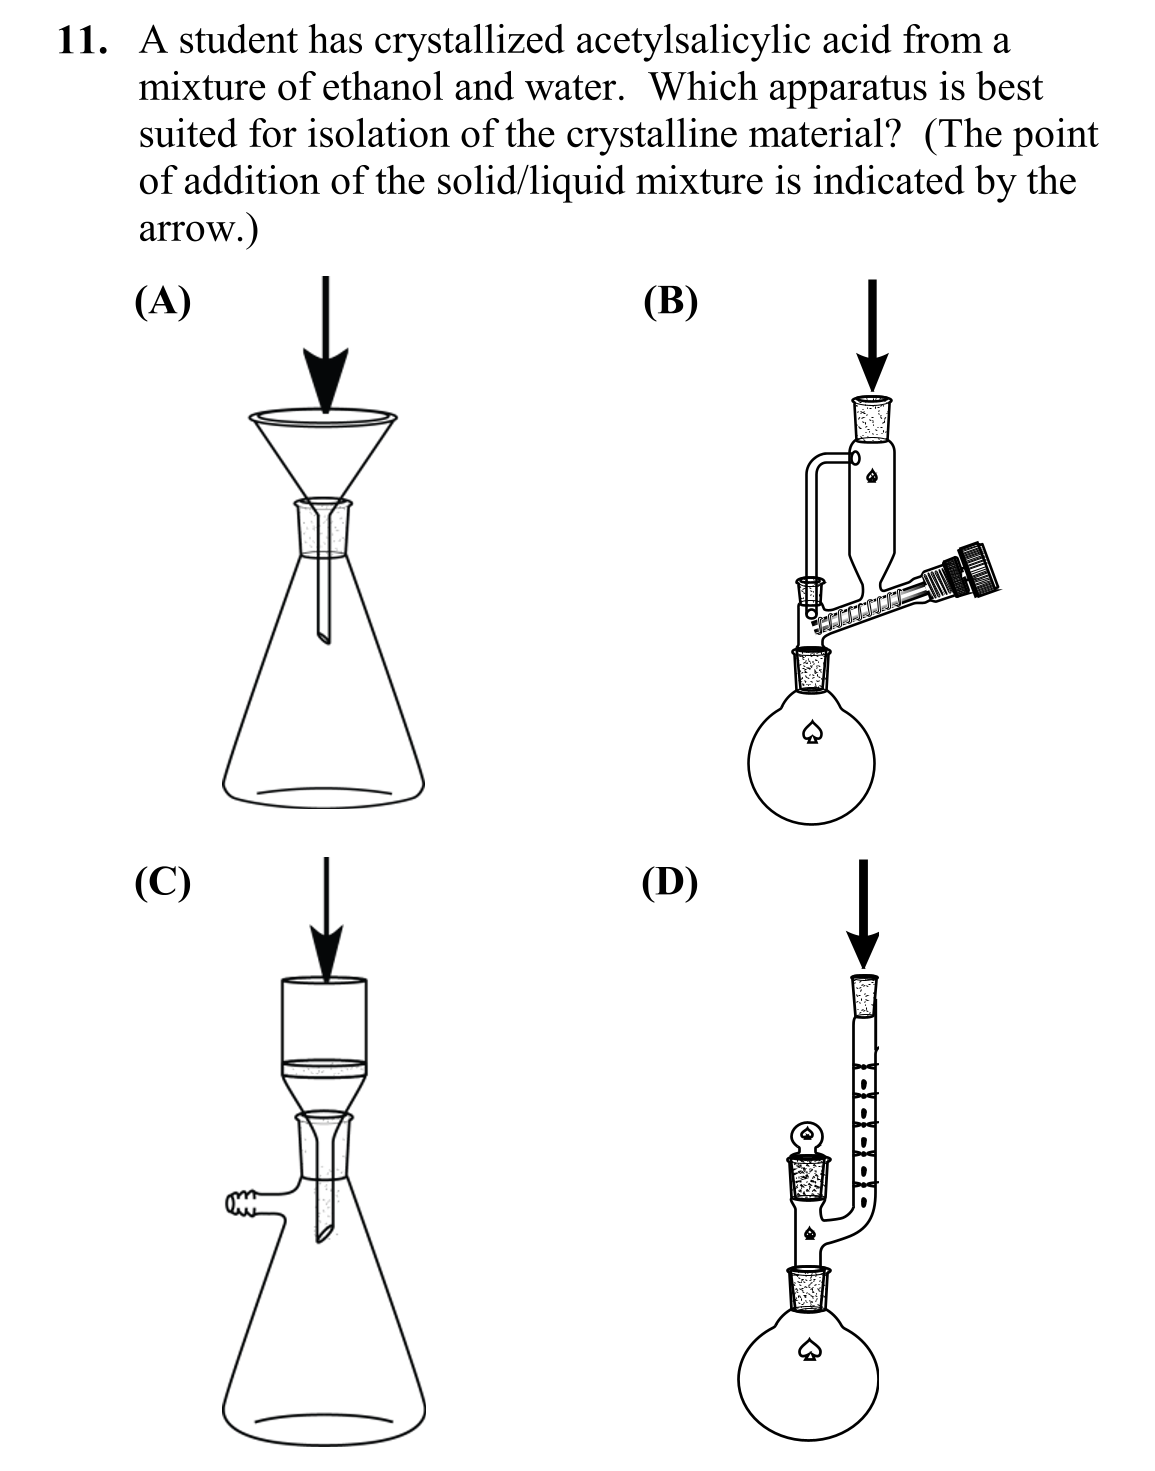 11. A student has crystallized acetylsalicylic acid from a
mixture of ethanol and water.  Which apparatus is best
suited for isolation of the crystalline material?  (The point
of addition of the solid/liquid mixture is indicated by the
arrow.)
(A)
(B)
(C)
(D)